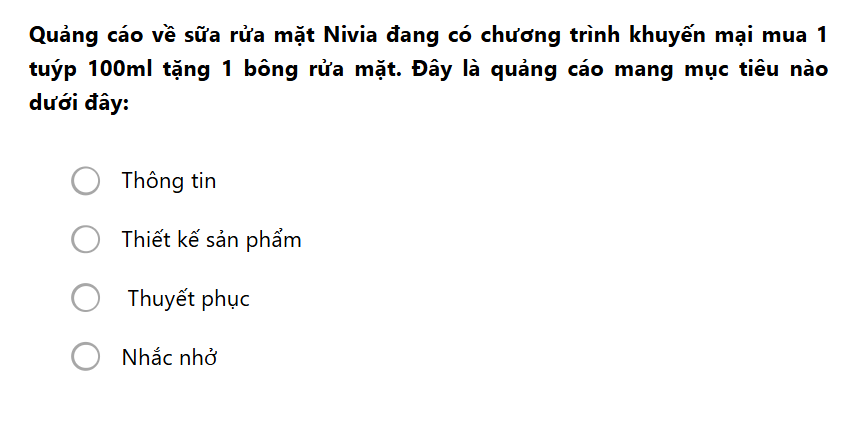 Quảng cáo về sữa rửa mặt Nivia đang có chương trình khuyến mại mua 1
tuýp 100ml tặng 1 bông rửa mặt. Đây là quảng cáo mang mục tiêu nào
dưới đây:
Thông tin
Thiết kế sản phẩm
Thuyết phục
Nhắc nhở